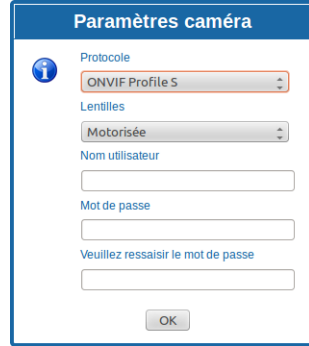 Paramètres caméra
Protocole
ONVIF Profile S
Lentilles
Motorisée
Nom utilisateur
Mot de passe
Veuillez ressaisir le mot de passe
OK